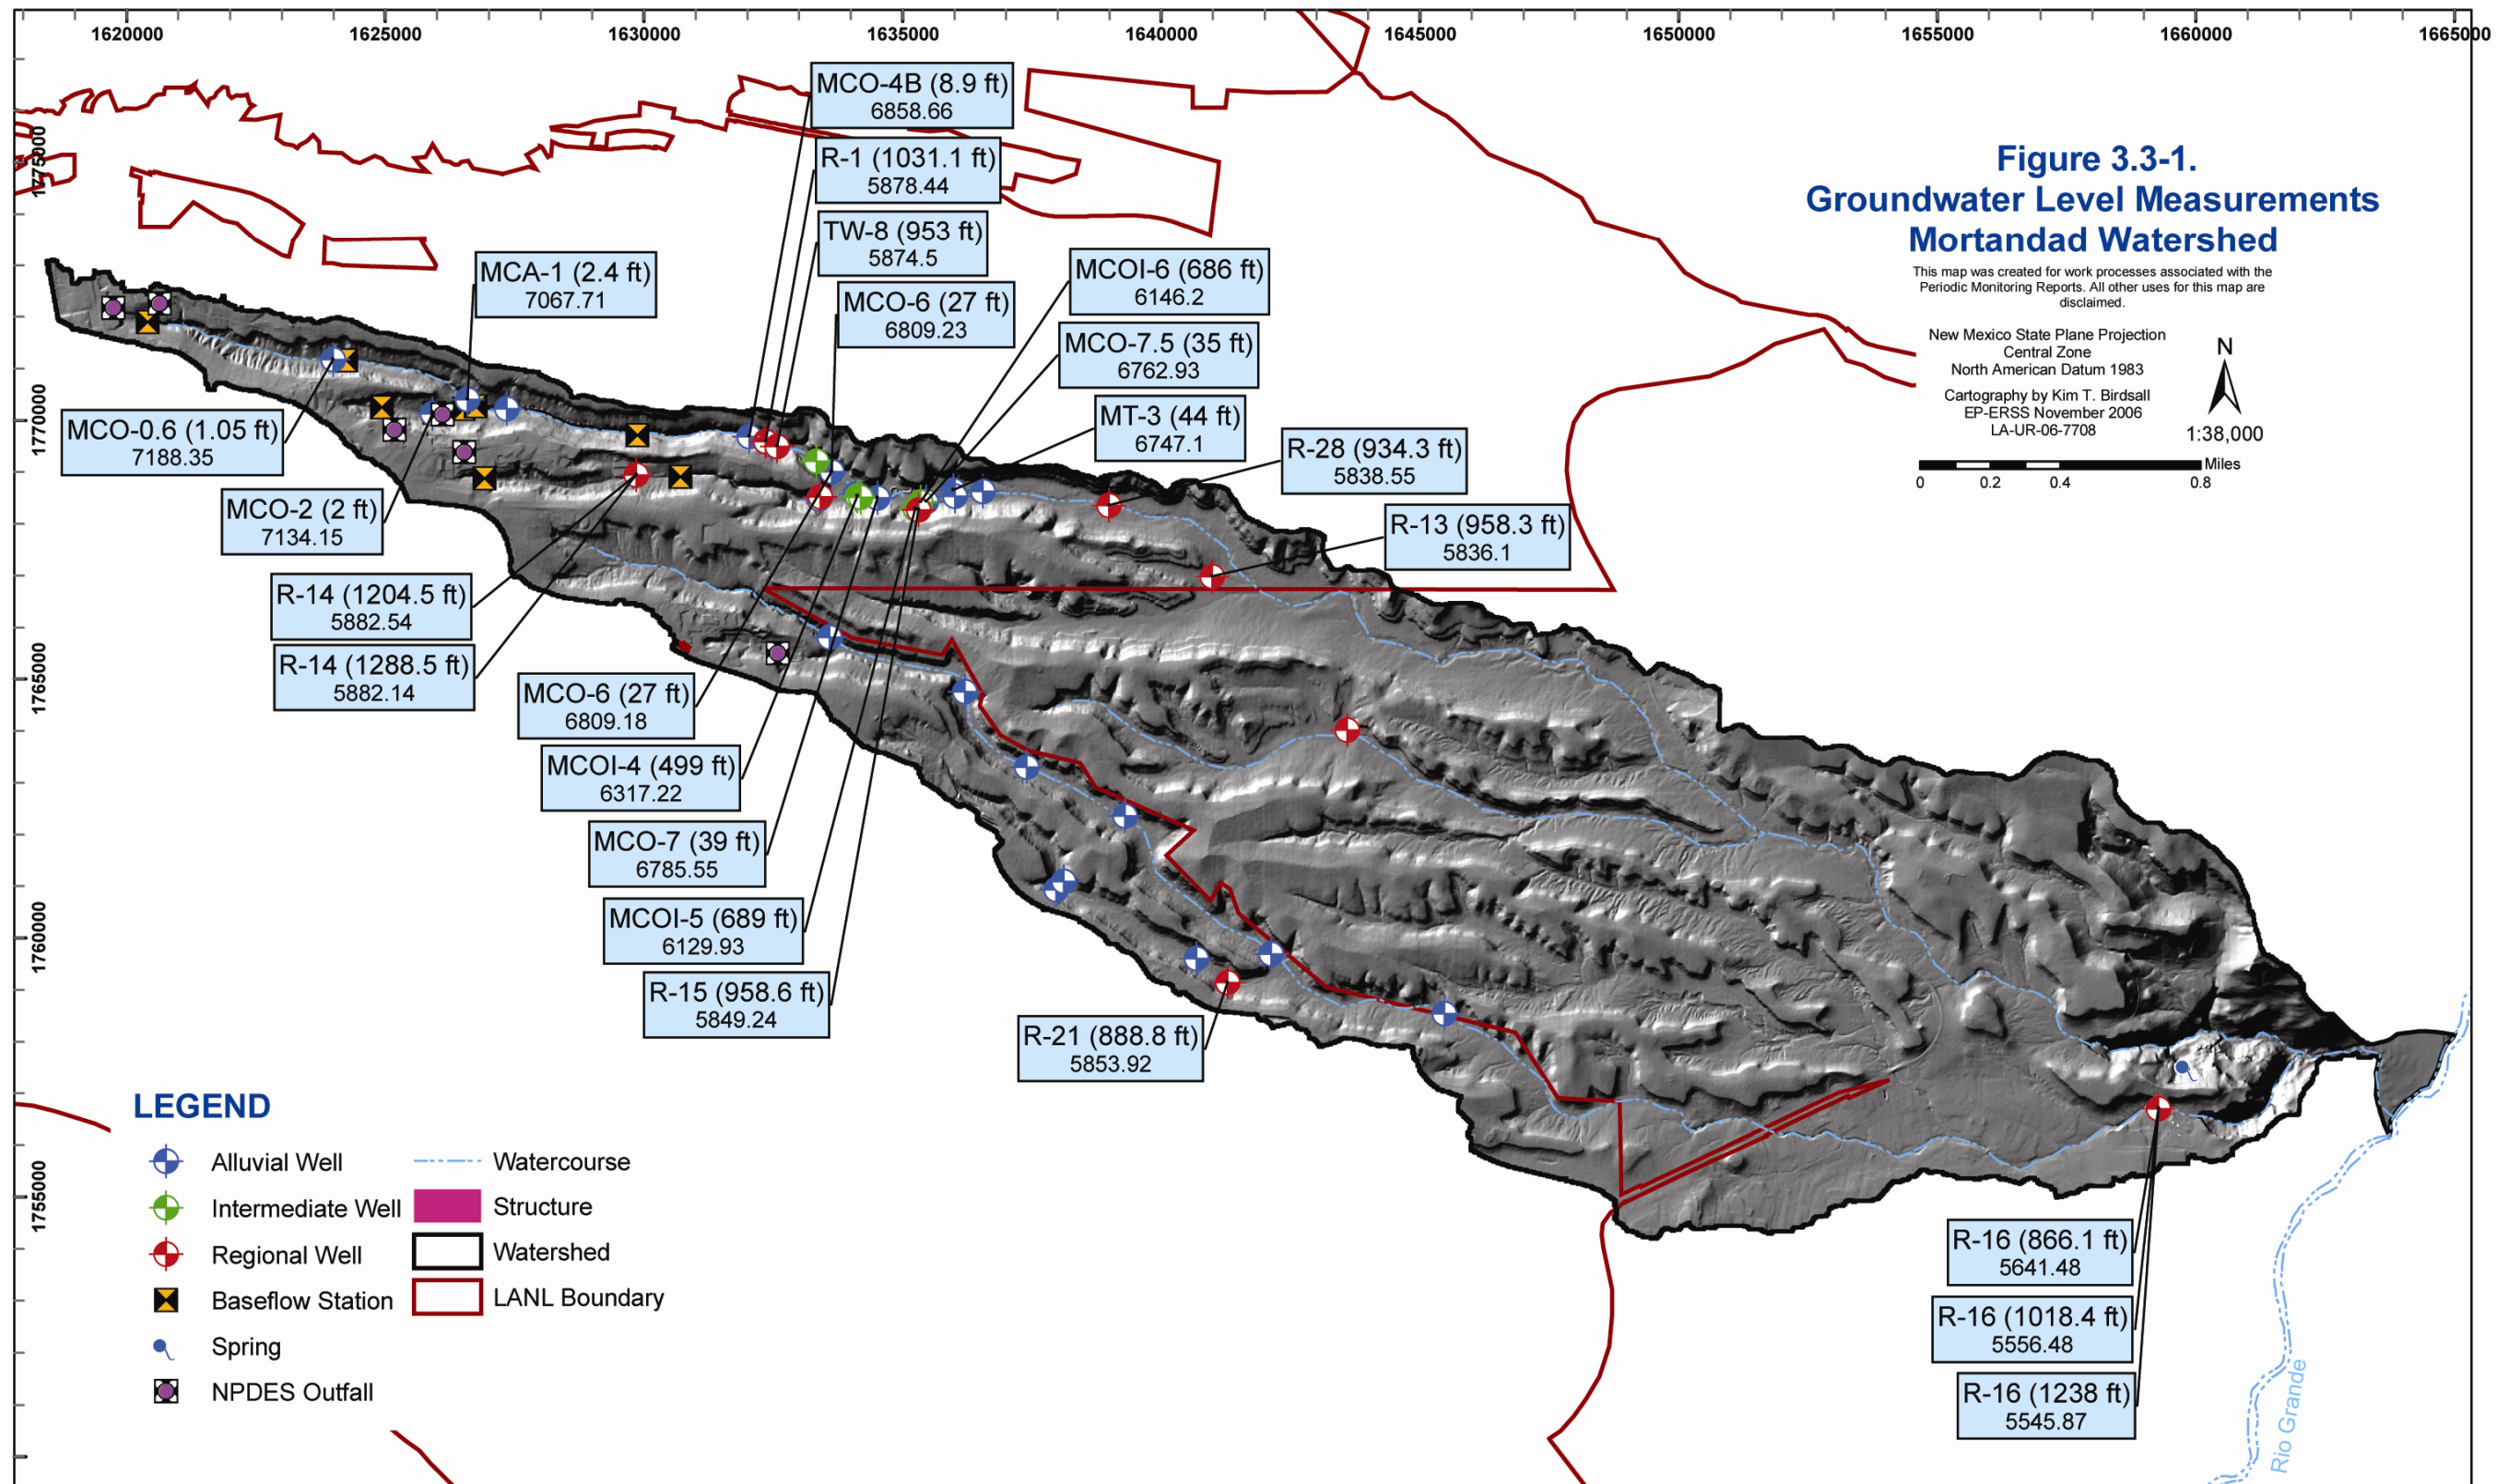 1620000 1625000 1630000 1635000 1640000 1645000 1650000 1655000 1660000 1665000
1775000
1770000
1765000
1760000
1755000
Figure 3.3-1.
Groundwater Level Measurements
Mortandad Watershed
This map was created for work processes associated with the
Periodic Monitoring Reports. All other uses for this map are
disclaimed.
New Mexico State Plane Projection
Central Zone
North American Datum 1983
Cartography by Kim T. Birdsall
EP-ERSS November 2006
LA-UR-06-7708
N
1:38,000
Miles
0 0.2 0.4 0.8
MCO-4B (8.9 ft)
6858.66
R-1 (1031.1 ft)
5878.44
TW-8 (953 ft)
5874.5
MCA-1 (2.4 ft)
7067.71
MCO-6 (27 ft)
6809.23
MCOI-6 (686 ft)
6146.2
MCO-7.5 (35 ft)
6762.93
MT-3 (44 ft)
6747.1
R-28 (934.3 ft)
5838.55
R-13 (958.3 ft)
5836.1
MCO-0.6 (1.05 ft)
7188.35
MCO-2 (2 ft)
7134.15
R-14 (1204.5 ft)
5882.54
R-14 (1288.5 ft)
5882.14
MCO-6 (27 ft)
6809.18
MCOI-4 (499 ft)
6317.22
MCO-7 (39 ft)
6785.55
MCOI-5 (689 ft)
6129.93
R-15 (958.6 ft)
5849.24
R-21 (888.8 ft)
5853.92
R-16 (866.1 ft)
5641.48
R-16 (1018.4 ft)
5556.48
R-16 (1238 ft)
5545.87
Rio Grande
LEGEND
Alluvial Well
Intermediate Well
Regional Well
Baseflow Station
Spring
NPDES Outfall
Watercourse
Structure
Watershed
LANL Boundary